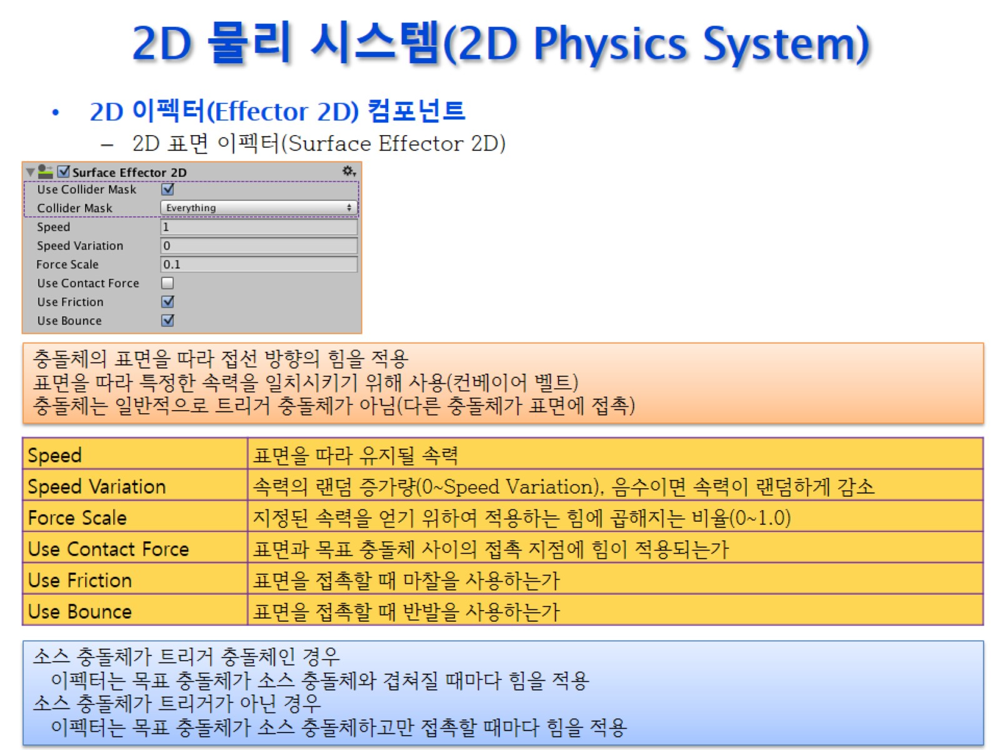 2D 물리 시스템(2D Physics System)
• 2D 이펙터(Effector 2D) 컴포넌트
– 2D 표면 이펙터(Surface Effector 2D)
Surface Effector 2D
Use Collider Mask
Collider Mask Everything
Speed 1
Speed Variation 0
Force Scale 0.1
Use Contact Force
Use Friction
Use Bounce
충돌체의 표면을 따라 접선 방향의 힘을 적용
표면을 따라 특정한 속력을 일치시키기 위해 사용(컨베이어 벨트)
충돌체는 일반적으로 트리거 충돌체가 아님(다른 충돌체가 표면에 접촉)
Speed 표면을 따라 유지될 속력
Speed Variation 속력의 랜덤 증가량(0~Speed Variation), 음수이면 속력이 랜덤하게 감소
Force Scale 지정된 속력을 얻기 위하여 적용하는 힘에 곱해지는 비율(0~1.0)
Use Contact Force 표면과 목표 충돌체 사이의 접촉 지점에 힘이 적용되는가
Use Friction 표면을 접촉할 때 마찰을 사용하는가
Use Bounce 표면을 접촉할 때 반발을 사용하는가
소스 충돌체가 트리거 충돌체인 경우
이펙터는 목표 충돌체가 소스 충돌체와 겹쳐질 때마다 힘을 적용
소스 충돌체가 트리거가 아닌 경우
이펙터는 목표 충돌체가 소스 충돌체하고만 접촉할 때마다 힘을 적용